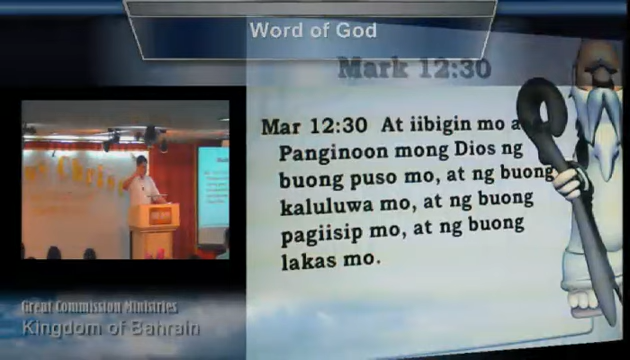 Word of God
Mark 12:30
Mar 12:30 At iibigin mo
Panginoon mong Dios ng
buong puso mo, at ng buong
kaluluwa mo, at ng buong
pagiisip mo, at ng buong
lakas mo.
Great Commission Ministries
Kingdom of Bahrain